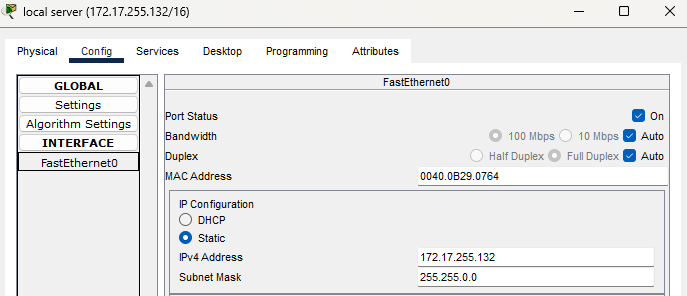 local server (172.17.255.132/16)
Physical Config Services Desktop Programming Attributes
GLOBAL
Settings
Algorithm Settings
INTERFACE
FastEthernet0
FastEthernet0
Port Status On
Bandwidth 100 Mbps 10 Mbps Auto
Duplex Half Duplex Full Duplex Auto
MAC Address 0040.0B29.0764
IP Configuration
DHCP
Static
IPv4 Address 172.17.255.132
Subnet Mask 255.255.0.0